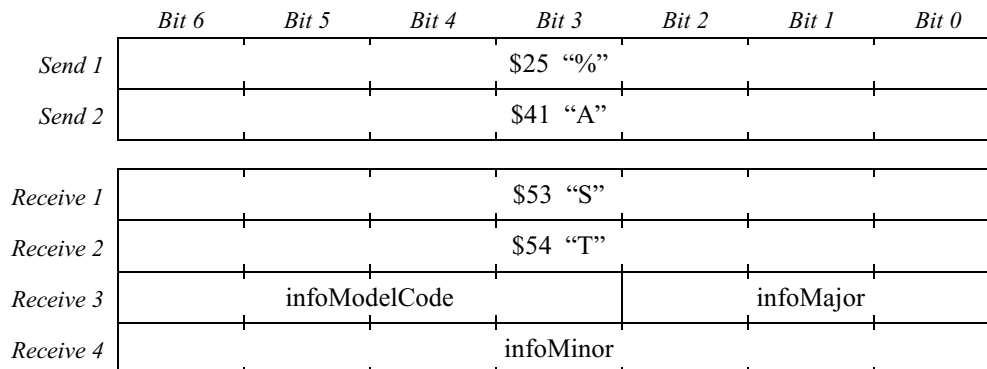 Bit 6 Bit 5 Bit 4 Bit 3 Bit 2 Bit 1 Bit 0
Send 1 $25 “%”
Send 2 $41 “A”
Receive 1 $53 “S”
Receive 2 $54 “T”
Receive 3 infoModelCode infoMajor
Receive 4 infoMinor